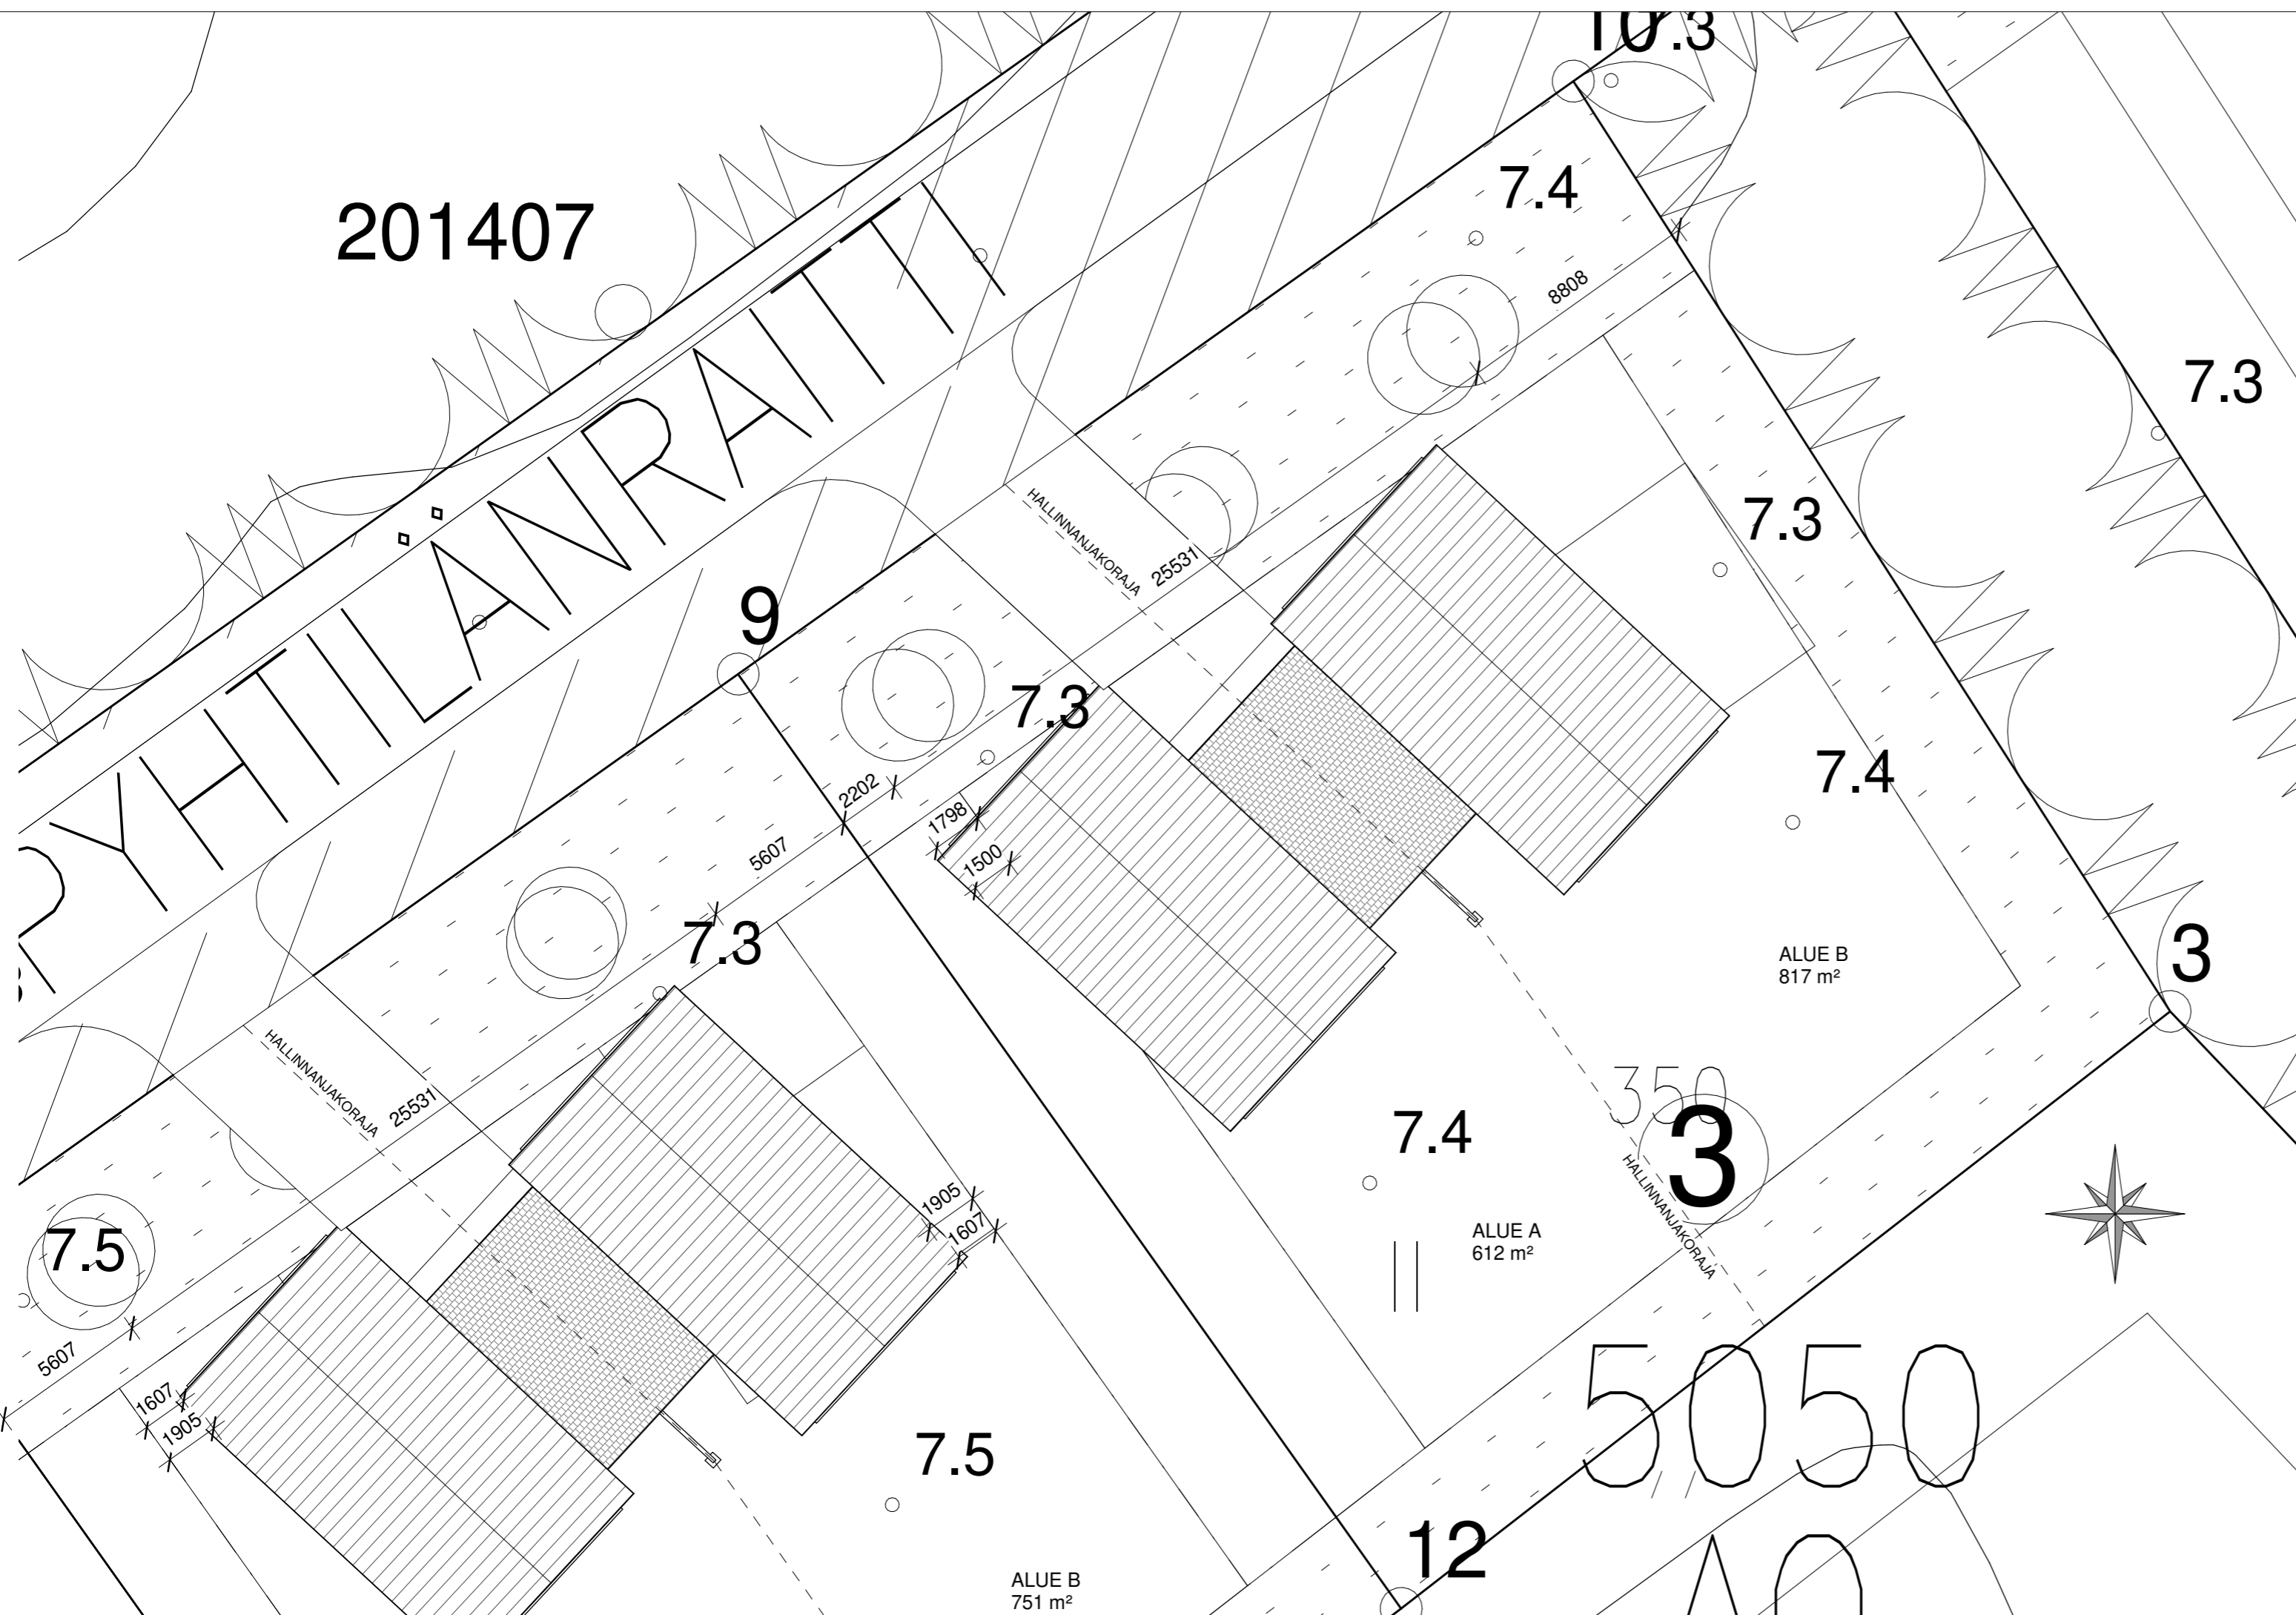 10.3
7.4
201407
8808
7.3
PYHTILANRAITTI
HALLINNANJAKORAJA
25531
7.3
9
7.3
7.4
2202
1798
5607
1500
7.3
3
ALUE B
817 m²
HALLINNANJAKORAJA
25531
350
3
7.4
HALLINNANJAKORAJA
1905
1607
ALUE A
612 m²
7.5
5607
1607
1905
5050
7.5
12
ALUE B
751 m²